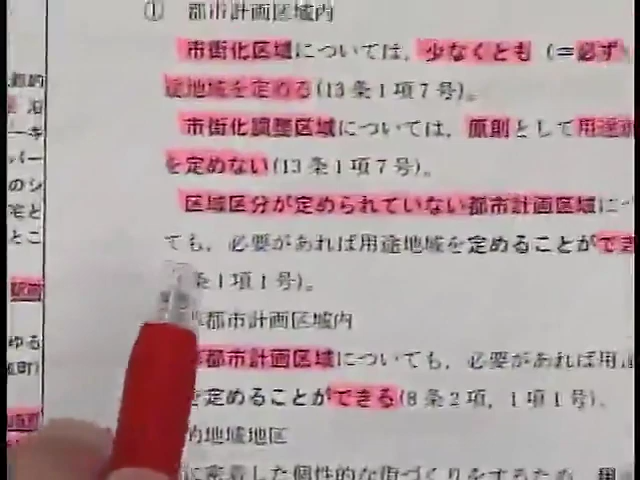 ① 都市計画区域内
市街化区域については，少なくとも（＝必ず
途地域を定める（13条1項7号）。
市街化調整区域については，原則として用途
を定めない（13条1項7号）。
区域区分が定められていない都市計画区域に
ても，必要があれば用途地域を定めることができ
条1項1号）。
都市計画区域内
都市計画区域についても，必要があれば用
を定めることができる（8条2項，1項1号）。
的地域地区
に密着した個性的な街づくりをするため，用